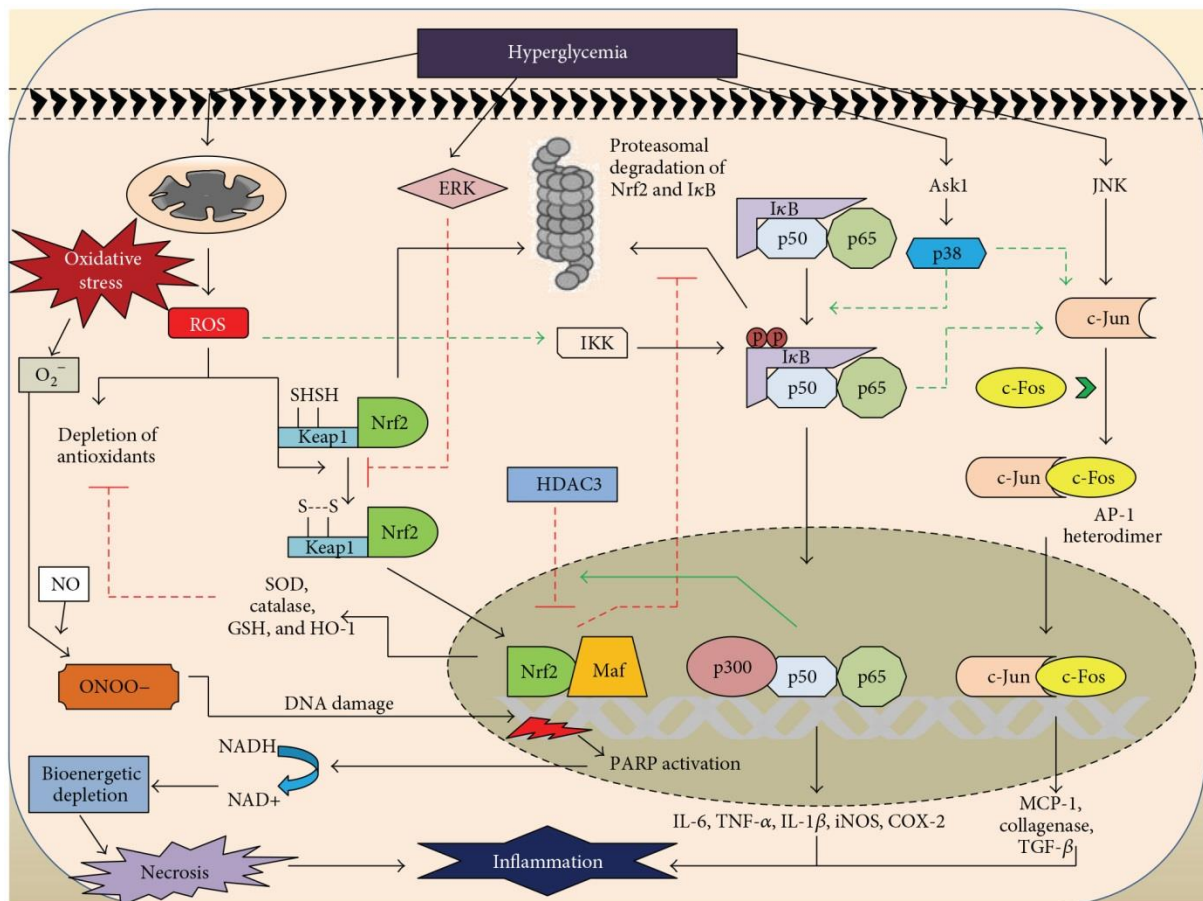 Hyperglycemia
Proteasomal
degradation of
Nrf2 and IκB
ERK
Ask1
JNK
IκB
p50
p65
p38
Oxidative
stress
ROS
IKK
c-Jun
P P
IκB
p50
p65
O₂⁻
c-Fos
SHSH
Keap1
Nrf2
Depletion of
antioxidants
HDAC3
c-Jun
c-Fos
AP-1
heterodimer
S---S
Keap1
Nrf2
NO
SOD,
catalase,
GSH, and HO-1
Nrf2
Maf
p300
p50
p65
c-Jun
c-Fos
ONOO−
DNA damage
NADH
NAD+
PARP activation
Bioenergetic
depletion
IL-6, TNF-α, IL-1β, iNOS, COX-2
MCP-1,
collagenase,
TGF-β
Necrosis
Inflammation